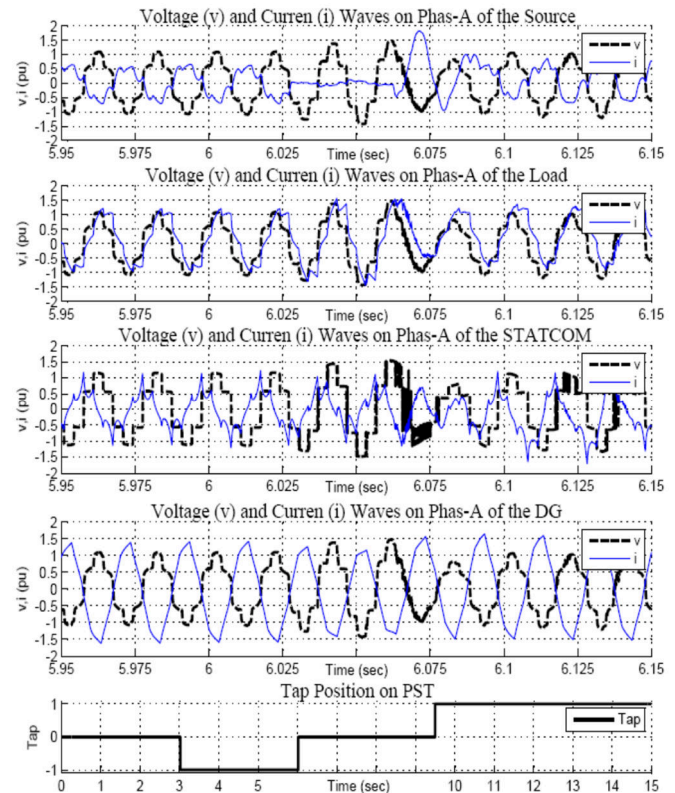 Voltage (v) and Curren (i) Waves on Phas-A of the Source
v,i (pu)
2
1.5
1
0.5
0
-0.5
-1
-1.5
-2
v
i
5.95 5.975 6 6.025 Time (sec) 6.075 6.1 6.125 6.15
Voltage (v) and Curren (i) Waves on Phas-A of the Load
v,i (pu)
2
1.5
1
0.5
0
-0.5
-1
-1.5
-2
v
i
5.95 5.975 6 6.025 Time (sec) 6.075 6.1 6.125 6.15
Voltage (v) and Curren (i) Waves on Phas-A of the STATCOM
v,i (pu)
2
1.5
1
0.5
0
-0.5
-1
-1.5
-2
v
i
5.95 5.975 6 6.025 Time (sec) 6.075 6.1 6.125 6.15
Voltage (v) and Curren (i) Waves on Phas-A of the DG
v,i (pu)
2
1.5
1
0.5
0
-0.5
-1
-1.5
-2
v
i
5.95 5.975 6 6.025 Time (sec) 6.075 6.1 6.125 6.15
Tap Position on PST
Tap
1
0
-1
Tap
0 1 2 3 4 5 Time (sec) 10 11 12 13 14 15